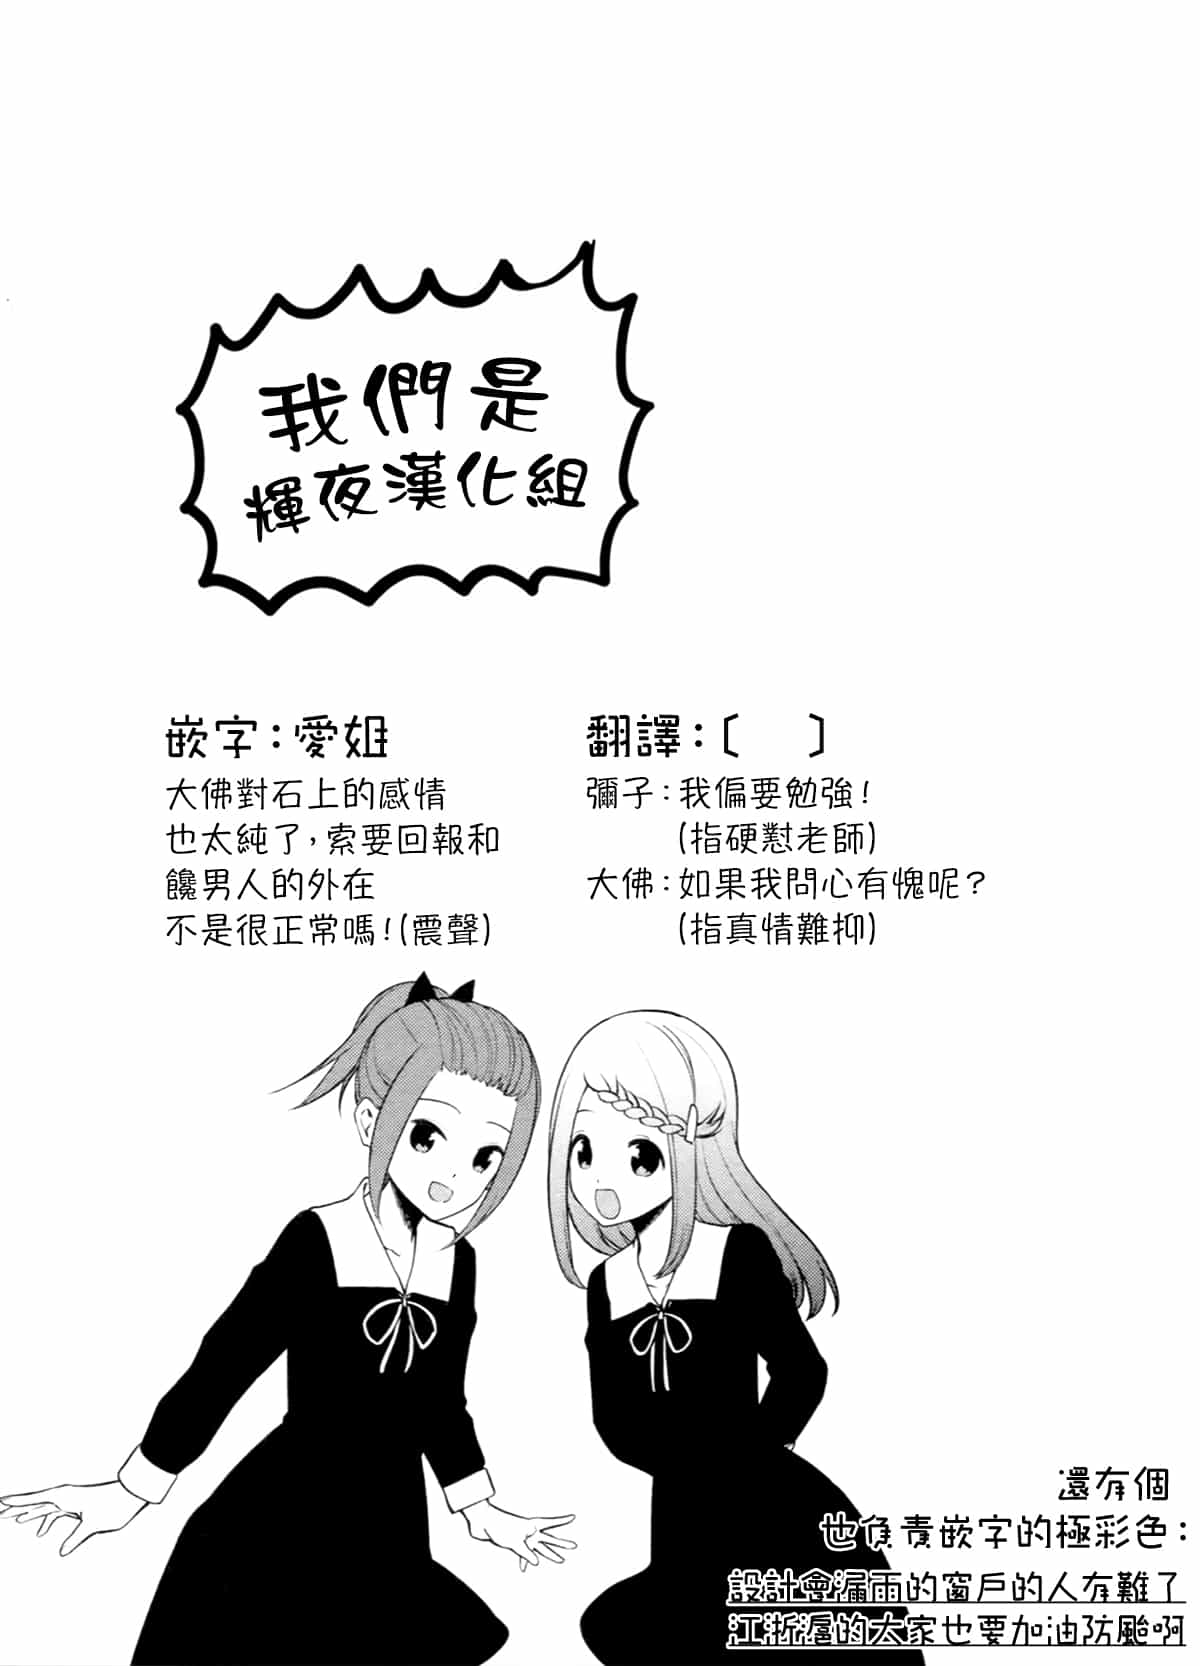 我們是
輝夜漢化組
嵌字：愛姐
大佛對石上的感情
也太純了，索要回報和
饞男人的外在
不是很正常嗎！(震聲)
翻譯：〔　〕
彌子：我偏要勉強！
(指硬懟老師)
大佛：如果我問心有愧呢？
(指真情難抑)
還有個
也負責嵌字的極彩色：
設計會漏雨的窗戶的人有難了
江浙滬的大家也要加油防颱啊